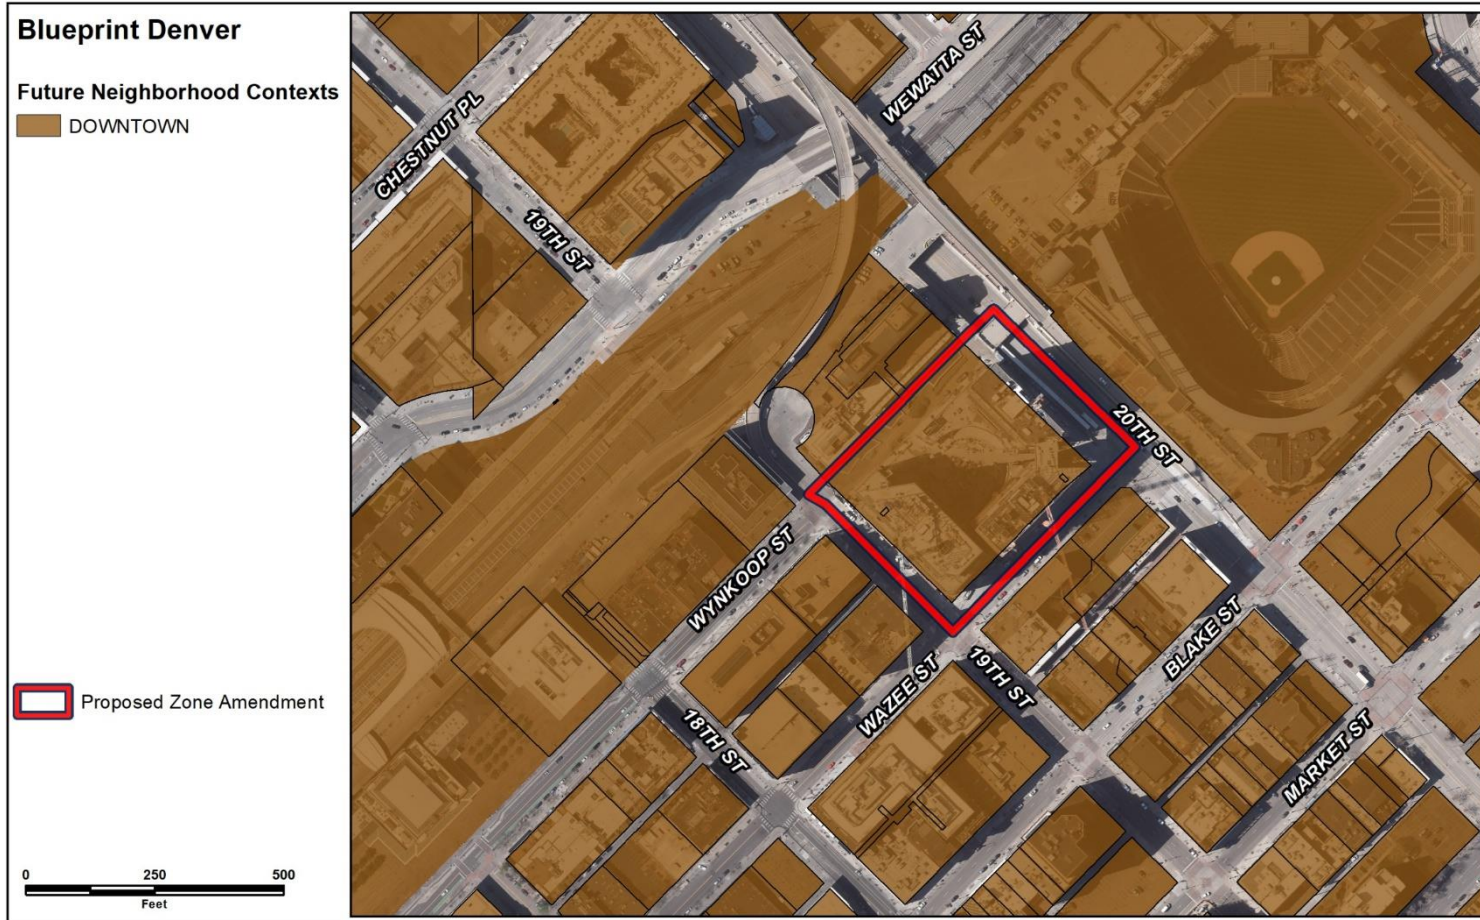 Blueprint Denver
Future Neighborhood Contexts
DOWNTOWN
Proposed Zone Amendment
0 250 500
Feet
WEWATTA ST
CHESTNUT PL
19TH ST
20TH ST
WYNKOOP ST
BLAKE ST
WAZEE ST
19TH ST
18TH ST
MARKET ST